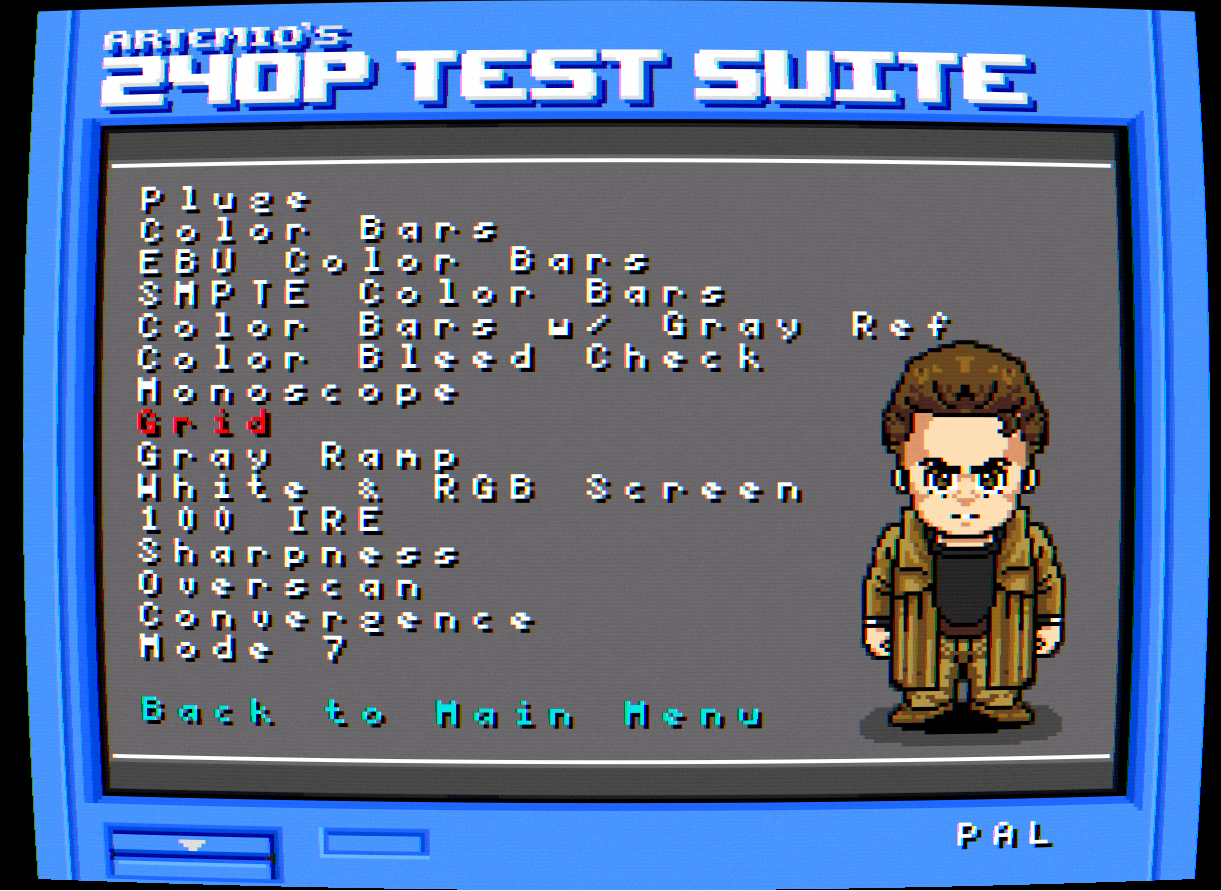 ARTEMIO'S
240P TEST SUITE
Pluge
Color Bars
EBU Color Bars
SMPTE Color Bars
Color Bars w/ Gray Ref
Color Bleed Check
Monoscope
Grid
Gray Ramp
White & RGB Screen
100 IRE
Sharpness
Overscan
Convergence
Mode 7
Back to Main Menu
PAL